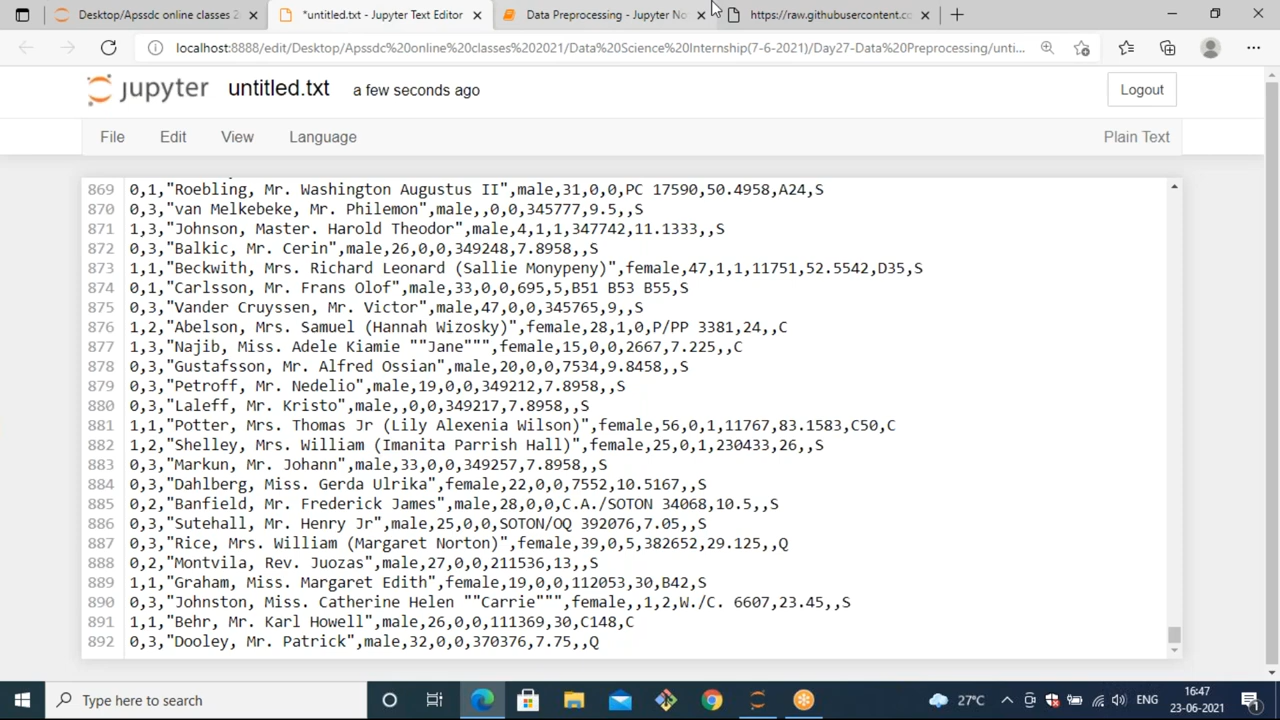 Desktop/Apssdc online classes 2
*untitled.txt - Jupyter Text Editor
Data Preprocessing - Jupyter No
https://raw.githubusercontent.co
localhost:8888/edit/Desktop/Apssdc%20online%20classes%202021/Data%20Science%20Internship(7-6-2021)/Day27-Data%20Preprocessing/unti...
jupyter untitled.txt a few seconds ago
Logout
File Edit View Language Plain Text
869 0,1,"Roebling, Mr. Washington Augustus II",male,31,0,0,PC 17590,50.4958,A24,S
870 0,3,"van Melkebeke, Mr. Philemon",male,,0,0,345777,9.5,,S
871 1,3,"Johnson, Master. Harold Theodor",male,4,1,1,347742,11.1333,,S
872 0,3,"Balkic, Mr. Cerin",male,26,0,0,349248,7.8958,,S
873 1,1,"Beckwith, Mrs. Richard Leonard (Sallie Monypeny)",female,47,1,1,11751,52.5542,D35,S
874 0,1,"Carlsson, Mr. Frans Olof",male,33,0,0,695,5,B51 B53 B55,S
875 0,3,"Vander Cruyssen, Mr. Victor",male,47,0,0,345765,9,,S
876 1,2,"Abelson, Mrs. Samuel (Hannah Wizosky)",female,28,1,0,P/PP 3381,24,,C
877 1,3,"Najib, Miss. Adele Kiamie ""Jane""",female,15,0,0,2667,7.225,,C
878 0,3,"Gustafsson, Mr. Alfred Ossian",male,20,0,0,7534,9.8458,,S
879 0,3,"Petroff, Mr. Nedelio",male,19,0,0,349212,7.8958,,S
880 0,3,"Laleff, Mr. Kristo",male,,0,0,349217,7.8958,,S
881 1,1,"Potter, Mrs. Thomas Jr (Lily Alexenia Wilson)",female,56,0,1,11767,83.1583,C50,C
882 1,2,"Shelley, Mrs. William (Imanita Parrish Hall)",female,25,0,1,230433,26,,S
883 0,3,"Markun, Mr. Johann",male,33,0,0,349257,7.8958,,S
884 0,3,"Dahlberg, Miss. Gerda Ulrika",female,22,0,0,7552,10.5167,,S
885 0,2,"Banfield, Mr. Frederick James",male,28,0,0,C.A./SOTON 34068,10.5,,S
886 0,3,"Sutehall, Mr. Henry Jr",male,25,0,0,SOTON/OQ 392076,7.05,,S
887 0,3,"Rice, Mrs. William (Margaret Norton)",female,39,0,5,382652,29.125,,Q
888 0,2,"Montvila, Rev. Juozas",male,27,0,0,211536,13,,S
889 1,1,"Graham, Miss. Margaret Edith",female,19,0,0,112053,30,B42,S
890 0,3,"Johnston, Miss. Catherine Helen ""Carrie""",female,,1,2,W./C. 6607,23.45,,S
891 1,1,"Behr, Mr. Karl Howell",male,26,0,0,111369,30,C148,C
892 0,3,"Dooley, Mr. Patrick",male,32,0,0,370376,7.75,,Q
Type here to search
27°C
ENG
16:47
23-06-2021
1